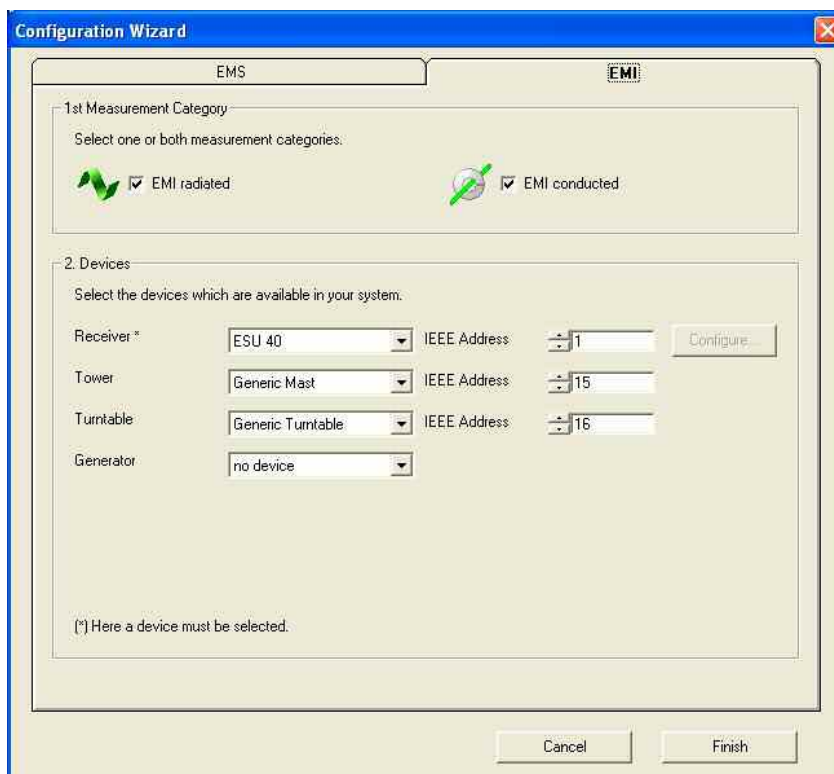 Configuration Wizard
EMS EMI
1st Measurement Category
Select one or both measurement categories.
EMI radiated EMI conducted
2. Devices
Select the devices which are available in your system.
Receiver * ESU 40 IEEE Address 1 Configure...
Tower Generic Mast IEEE Address 15
Turntable Generic Turntable IEEE Address 16
Generator no device
(*) Here a device must be selected.
Cancel Finish